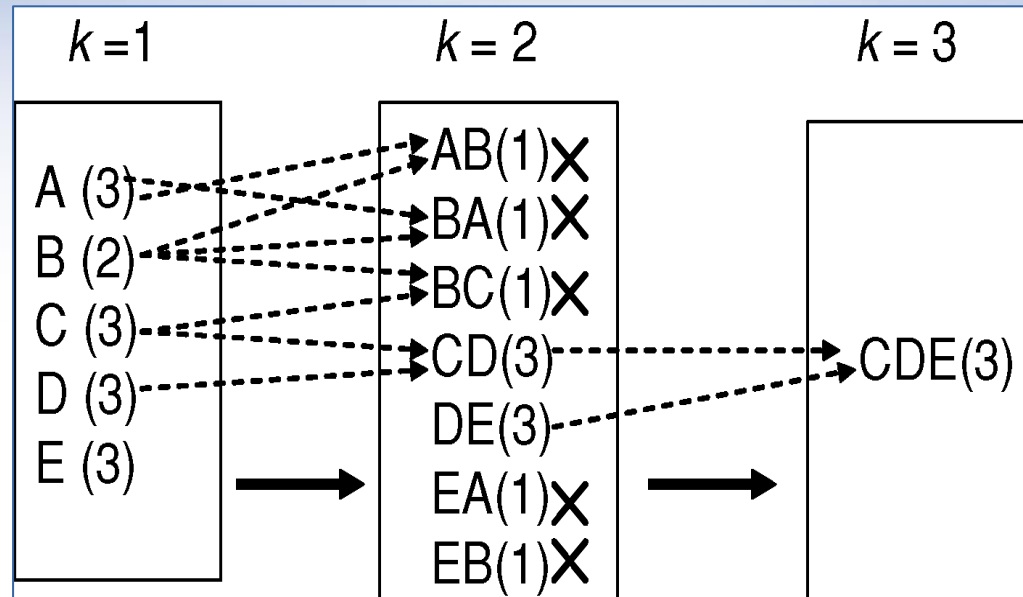 k =1
k = 2
k = 3
A (3)
B (2)
C (3)
D (3)
E (3)
AB(1)X
BA(1)X
BC(1)X
CD(3)
DE(3)
EA(1)X
EB(1)X
CDE(3)